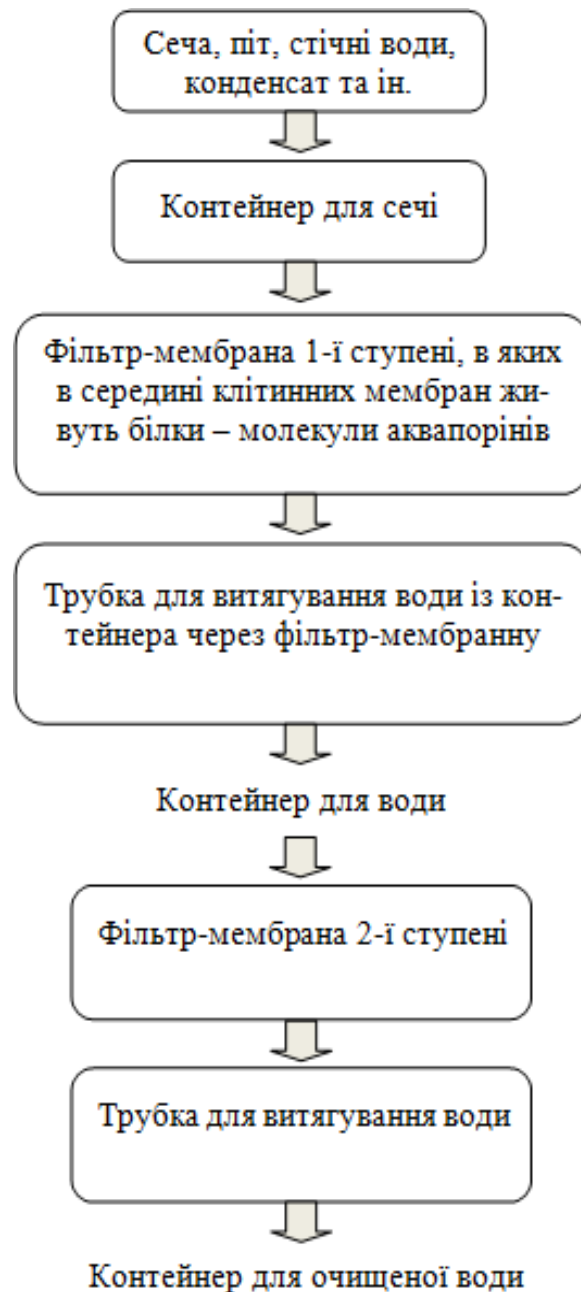 Сеча, піт, стічні води,
конденсат та ін.
Контейнер для сечі
Фільтр-мембрана 1-ї ступені, в яких
в середині клітинних мембран жи-
вуть білки – молекули аквапорінів
Трубка для витягування води із кон-
тейнера через фільтр-мембранну
Контейнер для води
Фільтр-мембрана 2-ї ступені
Трубка для витягування води
Контейнер для очищеної води